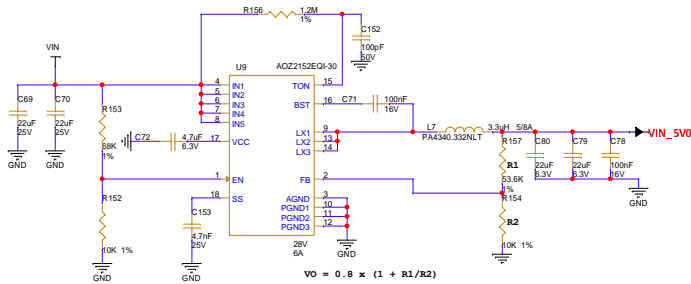 R156 1.2M
1%
C152
100pF
50V
VIN
U9 AOZ2152EQI-30
4 IN1 TON 15
5 IN2
6 IN3
7 IN4
8 IN5
BST 16
C71 100nF
16V
C69
22uF
25V
C70
22uF
25V
R153
68K
1%
GND
GND
C72 4.7uF
6.3V
17 VCC
LX1 9
LX2 13
LX3 14
L7 3.3uH 5/8A
PA4340.332NLT
VIN_5V0
R157
R1
53.6K
1%
C80
22uF
6.3V
C79
22uF
6.3V
C78
100nF
16V
GND
1 EN
FB 2
18 SS
AGND 3
PGND1 10
PGND2 11
PGND3 12
R152
10K 1%
C153
4.7nF
25V
R154
R2
10K 1%
28V
6A
GND
GND
GND
GND
GND
VO = 0.8 x (1 + R1/R2)